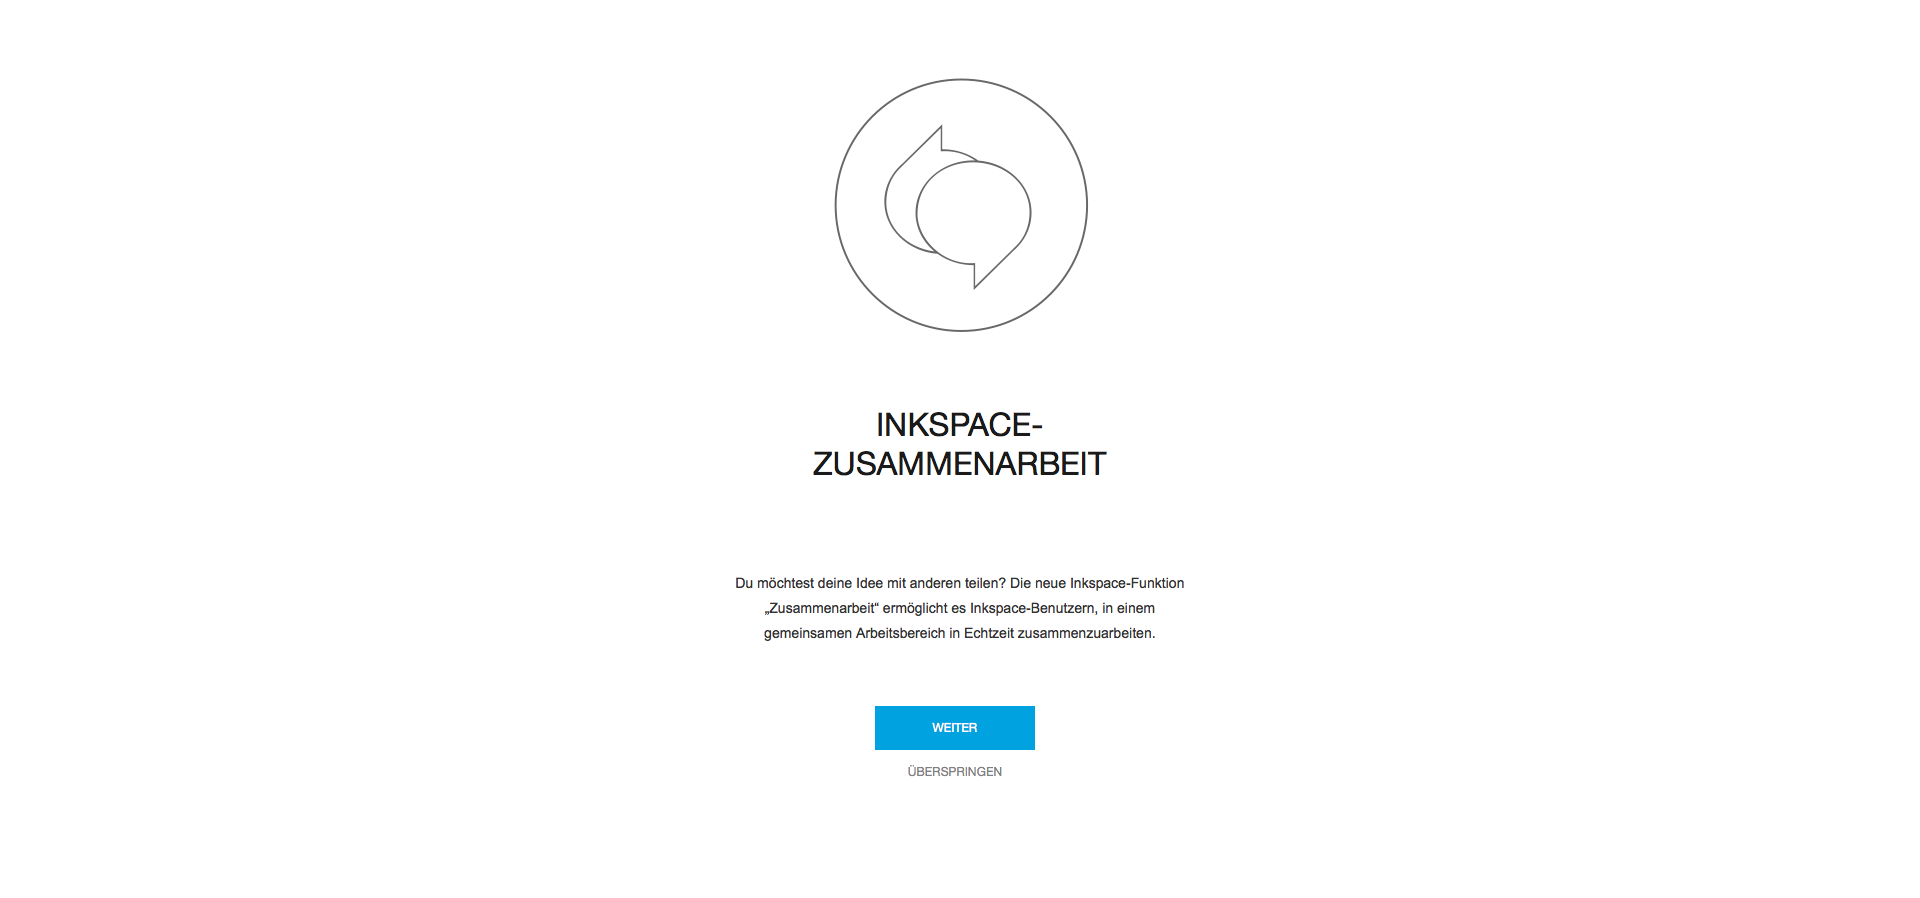 INKSPACE-
ZUSAMMENARBEIT
Du möchtest deine Idee mit anderen teilen? Die neue Inkspace-Funktion
„Zusammenarbeit“ ermöglicht es Inkspace-Benutzern, in einem
gemeinsamen Arbeitsbereich in Echtzeit zusammenzuarbeiten.
WEITER
ÜBERSPRINGEN